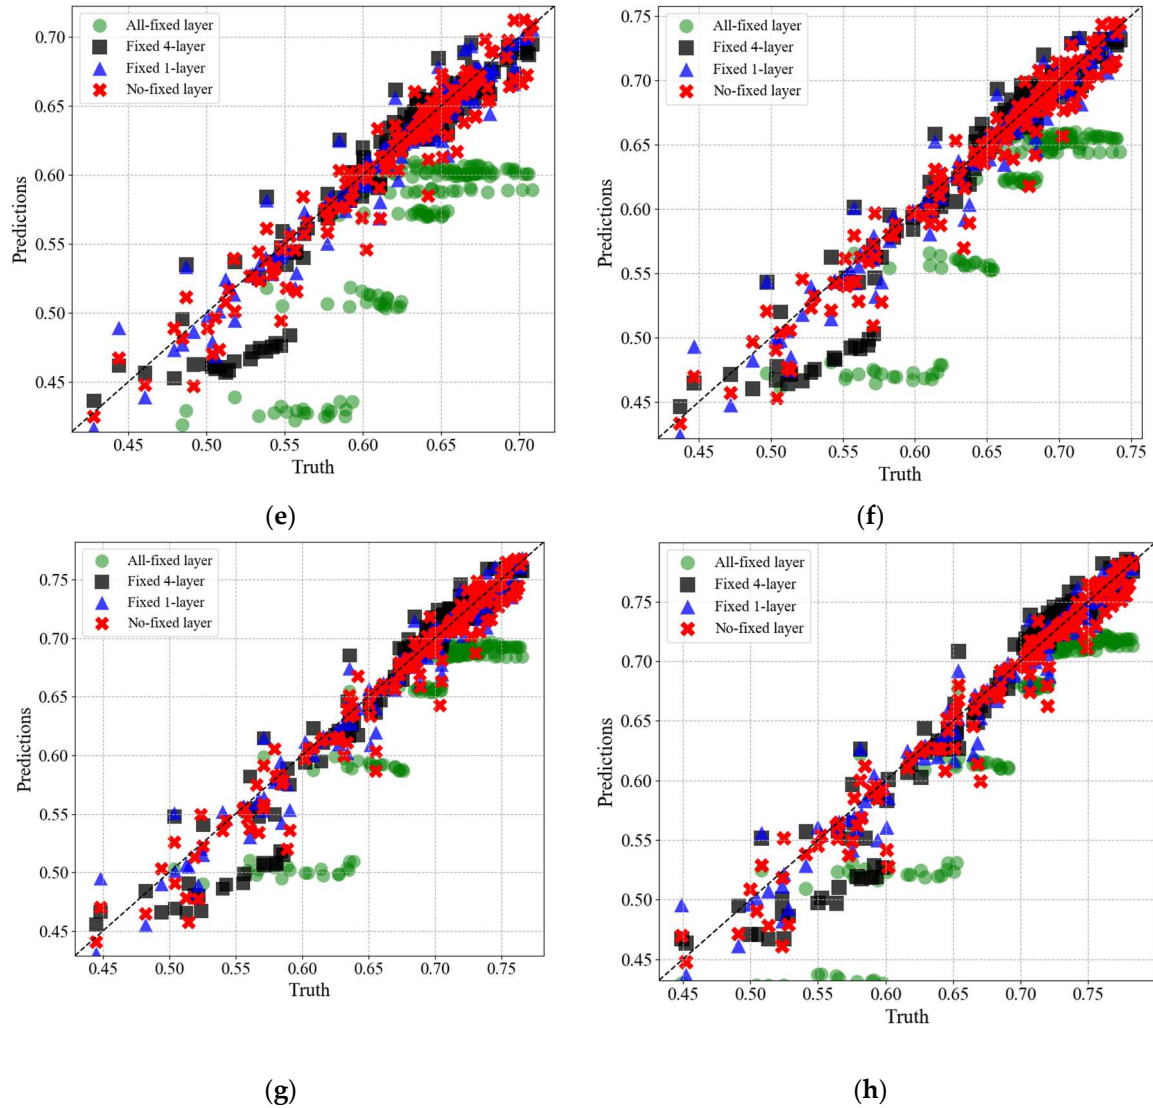 All-fixed layer
Fixed 4-layer
Fixed 1-layer
No-fixed layer
0.70
0.65
0.60
0.55
0.50
0.45
Predictions
0.45 0.50 0.55 0.60 0.65 0.70
Truth
(e)
All-fixed layer
Fixed 4-layer
Fixed 1-layer
No-fixed layer
0.75
0.70
0.65
0.60
0.55
0.50
0.45
Predictions
0.45 0.50 0.55 0.60 0.65 0.70 0.75
Truth
(f)
All-fixed layer
Fixed 4-layer
Fixed 1-layer
No-fixed layer
0.75
0.70
0.65
0.60
0.55
0.50
0.45
Predictions
0.45 0.50 0.55 0.60 0.65 0.70 0.75
Truth
(g)
All-fixed layer
Fixed 4-layer
Fixed 1-layer
No-fixed layer
0.75
0.70
0.65
0.60
0.55
0.50
0.45
Predictions
0.45 0.50 0.55 0.60 0.65 0.70 0.75
Truth
(h)